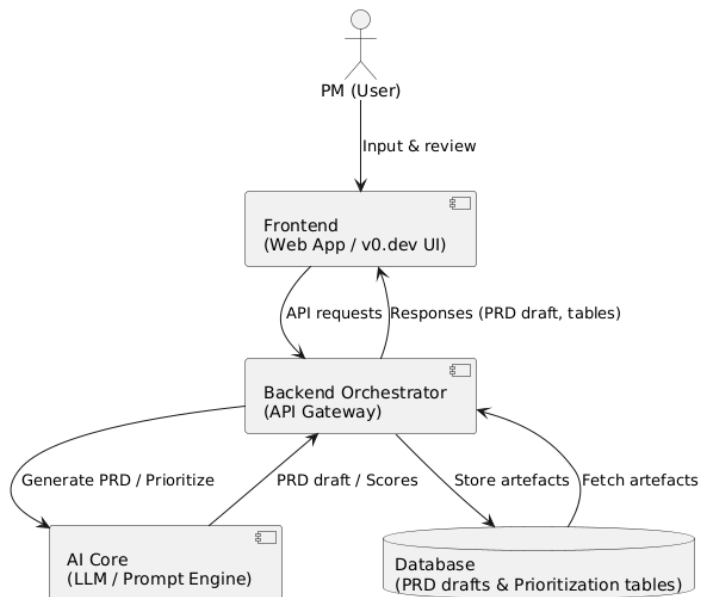 PM (User)
Input & review
Frontend
(Web App / v0.dev UI)
API requests
Responses (PRD draft, tables)
Backend Orchestrator
(API Gateway)
Generate PRD / Prioritize
PRD draft / Scores
Store artefacts
Fetch artefacts
AI Core
(LLM / Prompt Engine)
Database
(PRD drafts & Prioritization tables)